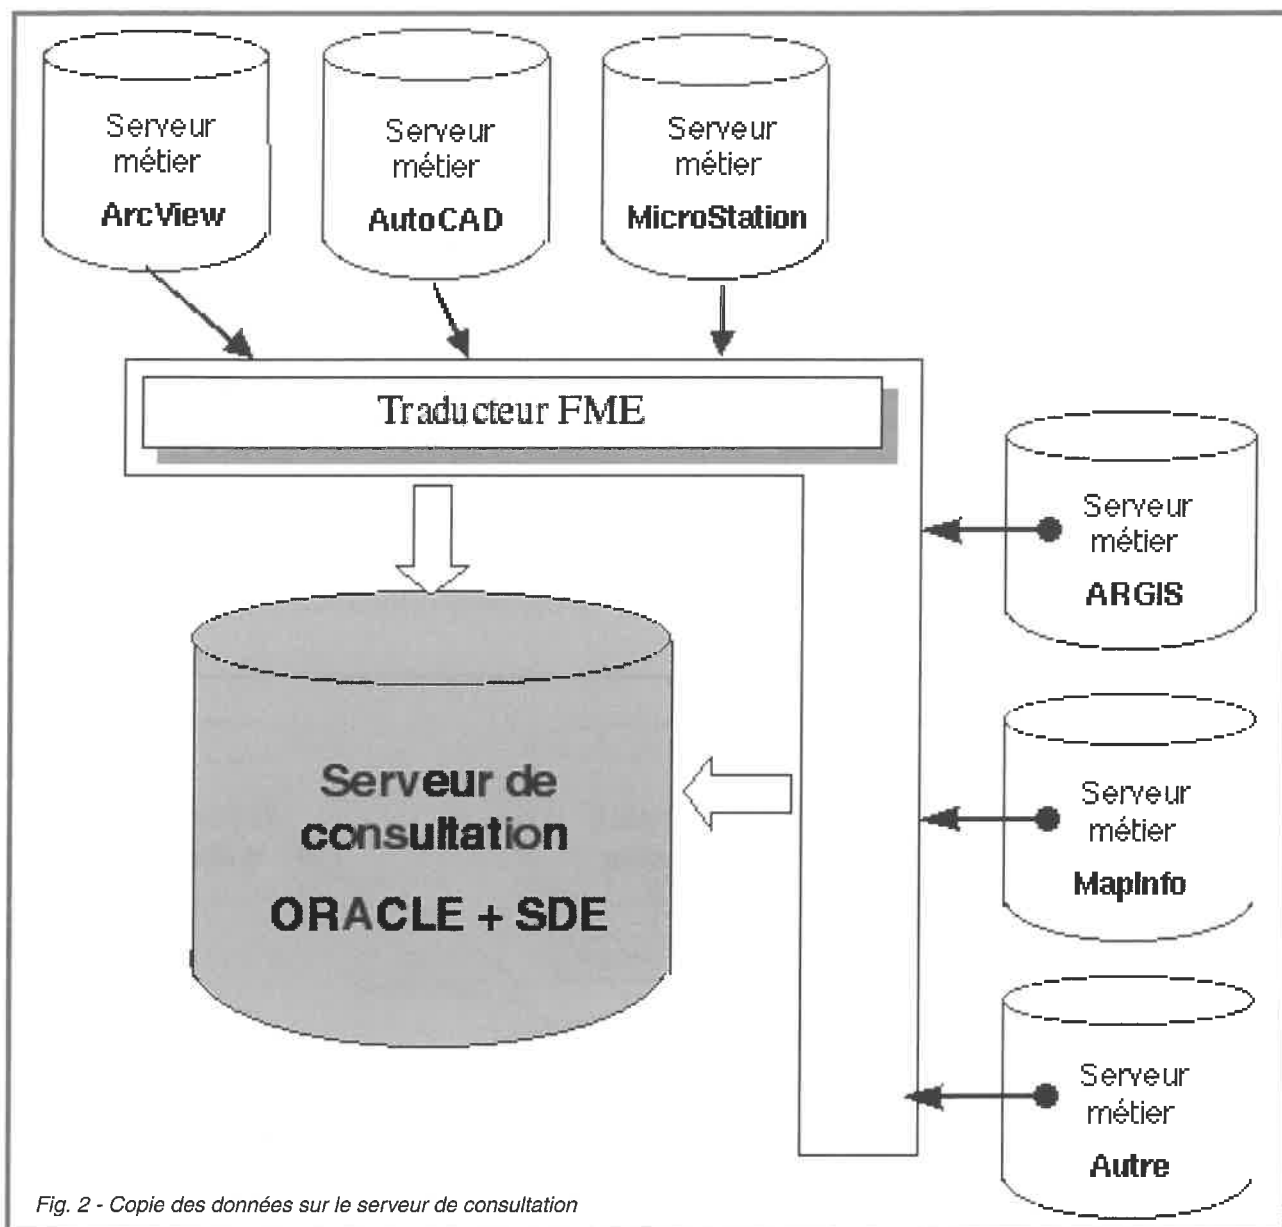 Serveur
métier
ArcView
Serveur
métier
AutoCAD
Serveur
métier
MicroStation
Traducteur FME
Serveur
métier
ARGIS
Serveur de
consultation
ORACLE + SDE
Serveur
métier
MapInfo
Serveur
métier
Autre
Fig. 2 - Copie des données sur le serveur de consultation